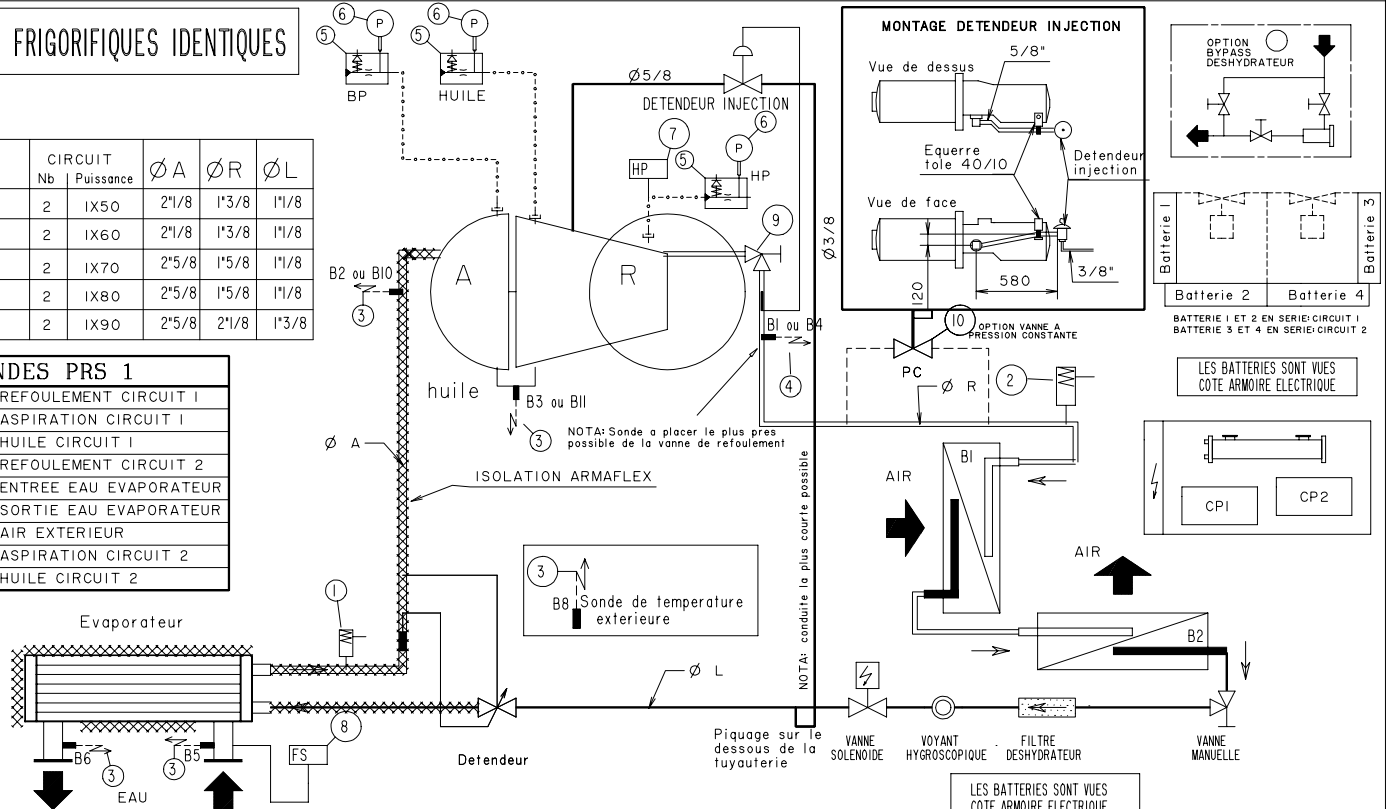 FRIGORIFIQUES IDENTIQUES
CIRCUIT
Nb Puissance ØA ØR ØL
2 1X50 2"1/8 1"3/8 1"1/8
2 1X60 2"1/8 1"3/8 1"1/8
2 1X70 2"5/8 1"5/8 1"1/8
2 1X80 2"5/8 1"5/8 1"1/8
2 1X90 2"5/8 2"1/8 1"3/8
NDES PRS 1
REFOULEMENT CIRCUIT 1
ASPIRATION CIRCUIT 1
HUILE CIRCUIT 1
REFOULEMENT CIRCUIT 2
ENTREE EAU EVAPORATEUR
SORTIE EAU EVAPORATEUR
AIR EXTERIEUR
ASPIRATION CIRCUIT 2
HUILE CIRCUIT 2
6 P
5
BP
6 P
5
HUILE
Ø5/8
DETENDEUR INJECTION
7
HP
6
P
5
HP
9
A
R
B2 ou B10
3
huile
B3 ou B11
3
B1 ou B4
4
NOTA: Sonde a placer le plus pres
possible de la vanne de refoulement
Ø A
ISOLATION ARMAFLEX
Ø3/8
NOTA: conduite la plus courte possible
MONTAGE DETENDEUR INJECTION
5/8"
Vue de dessus
Equerre
tole 40/10
Detendeur
injection
Vue de face
3/8"
580
120
10
OPTION VANNE A
PRESSION CONSTANTE
PC
Ø R
2
OPTION
BYPASS
DESHYDRATEUR
Batterie 1
Batterie 3
Batterie 2
Batterie 4
BATTERIE 1 ET 2 EN SERIE: CIRCUIT 1
BATTERIE 3 ET 4 EN SERIE: CIRCUIT 2
LES BATTERIES SONT VUES
COTE ARMOIRE ELECTRIQUE
CP1
CP2
AIR
B1
AIR
B2
3
B8 Sonde de temperature
exterieure
Evaporateur
1
Ø L
8
FS
B6
3
B5
3
EAU
Detendeur
Piquage sur le
dessous de la
tuyauterie
VANNE
SOLENOIDE
VOYANT
HYGROSCOPIQUE
FILTRE
DESHYDRATEUR
VANNE
MANUELLE
LES BATTERIES SONT VUES
COTE ARMOIRE ELECTRIQUE